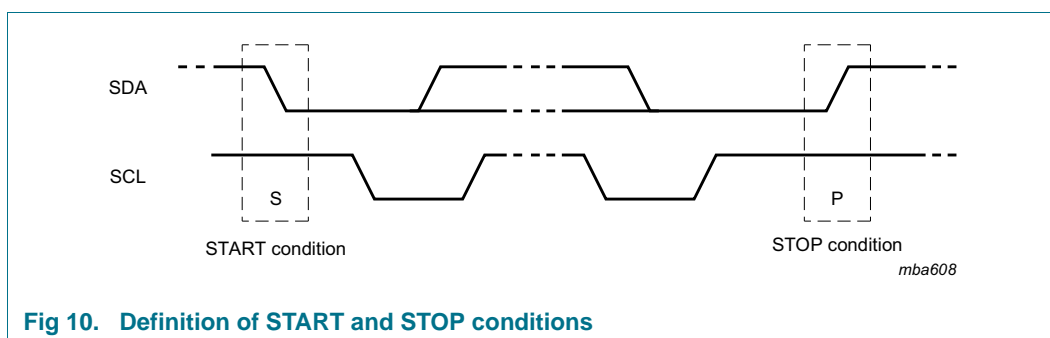 SDA
SCL
S
P
START condition
STOP condition
mba608
Fig 10. Definition of START and STOP conditions